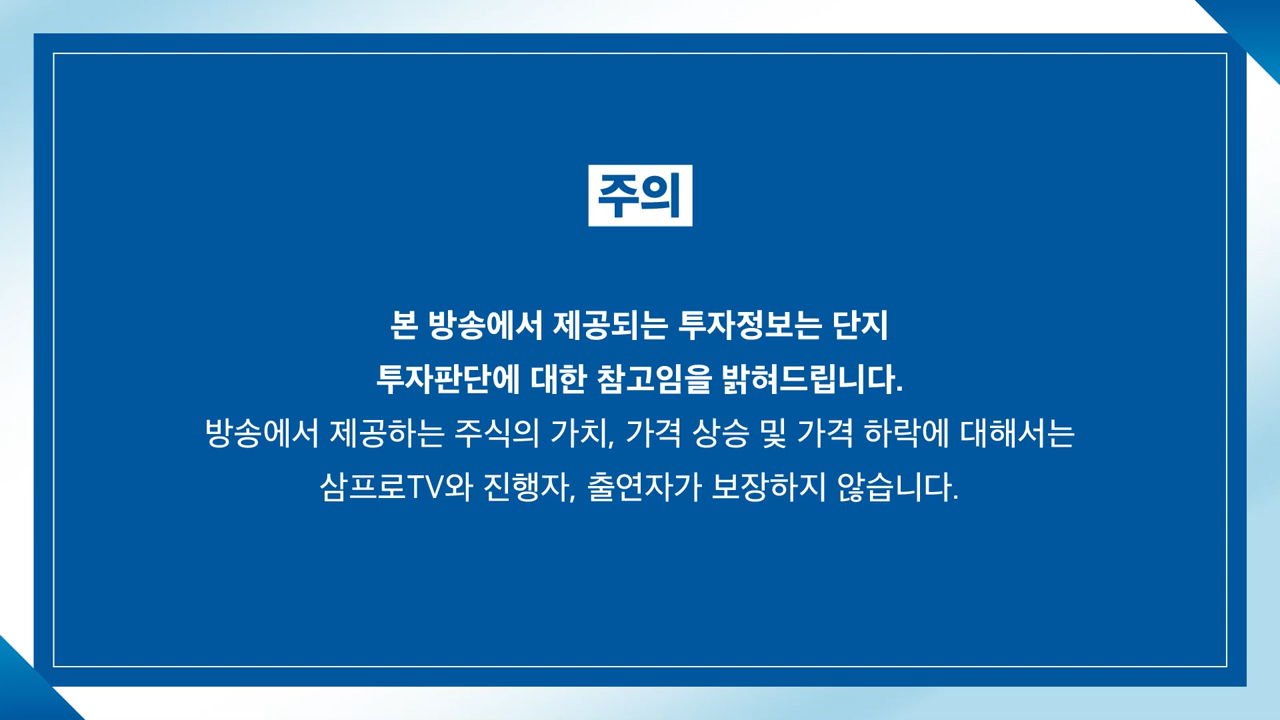 주의
본 방송에서 제공되는 투자정보는 단지
투자판단에 대한 참고임을 밝혀드립니다.
방송에서 제공하는 주식의 가치, 가격 상승 및 가격 하락에 대해서는
삼프로TV와 진행자, 출연자가 보장하지 않습니다.